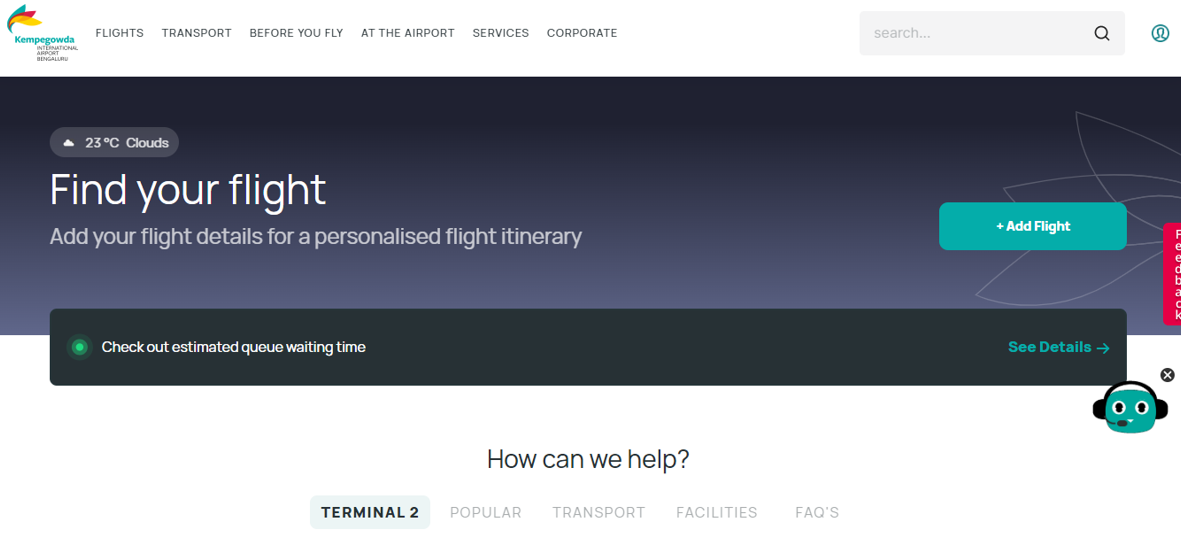 Kempegowda
INTERNATIONAL
AIRPORT
BENGALURU
FLIGHTS TRANSPORT BEFORE YOU FLY AT THE AIRPORT SERVICES CORPORATE
search...
23 °C Clouds
Find your flight
Add your flight details for a personalised flight itinerary
+ Add Flight
Feedback
Check out estimated queue waiting time
See Details →
How can we help?
TERMINAL 2 POPULAR TRANSPORT FACILITIES FAQ'S